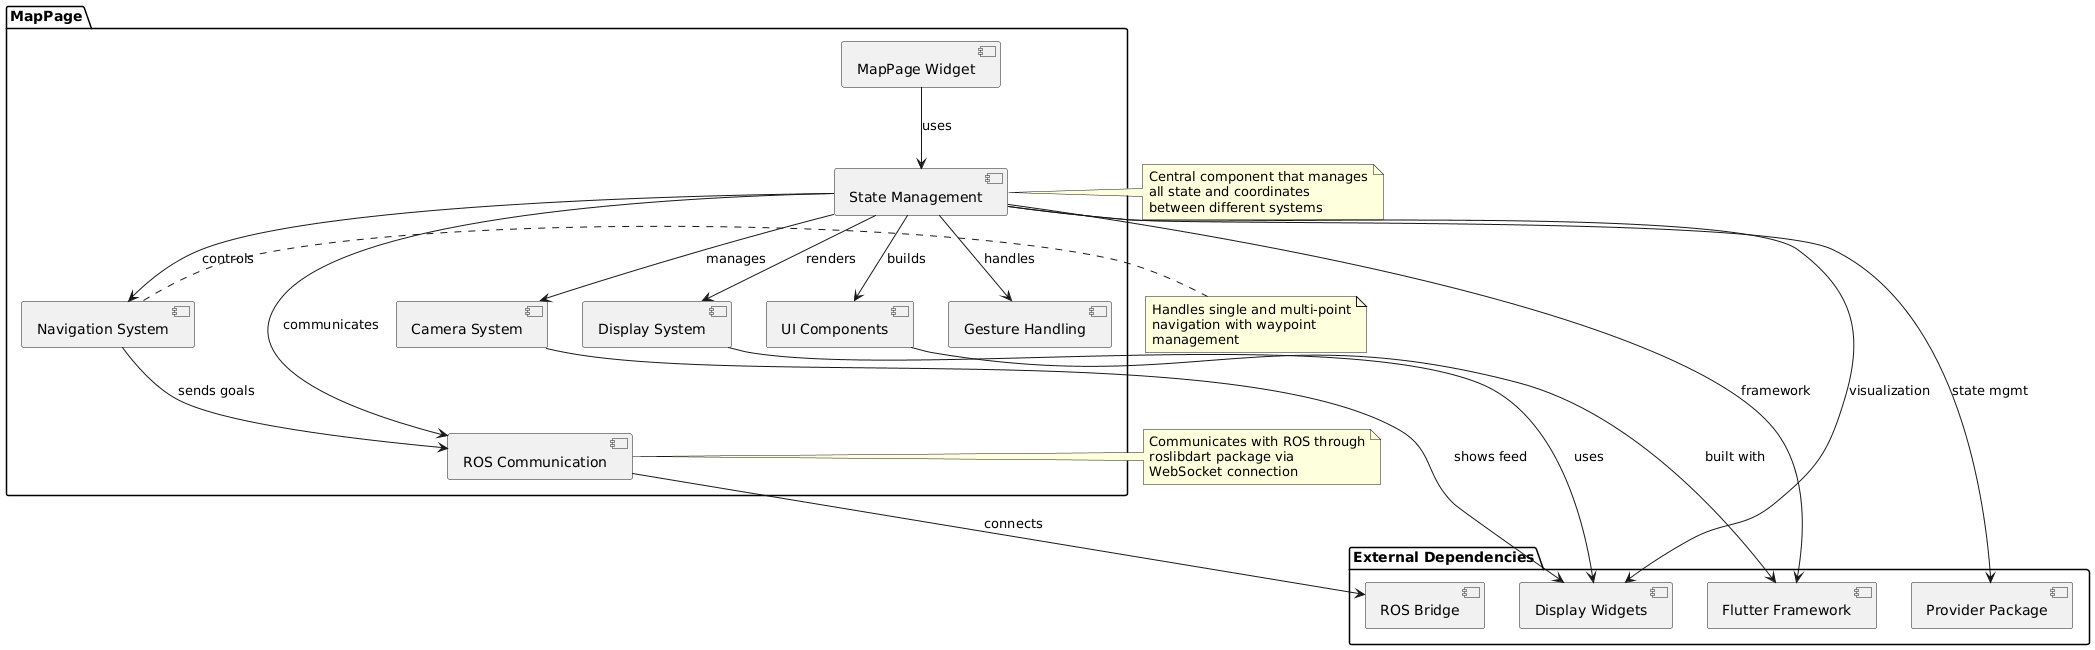 MapPage
MapPage Widget
uses
State Management
Central component that manages
all state and coordinates
between different systems
controls
manages
renders
builds
handles
communicates
Navigation System
Camera System
Display System
UI Components
Gesture Handling
Handles single and multi-point
navigation with waypoint
management
sends goals
framework
visualization
state mgmt
ROS Communication
Communicates with ROS through
roslibdart package via
WebSocket connection
shows feed
uses
built with
connects
External Dependencies
ROS Bridge
Display Widgets
Flutter Framework
Provider Package